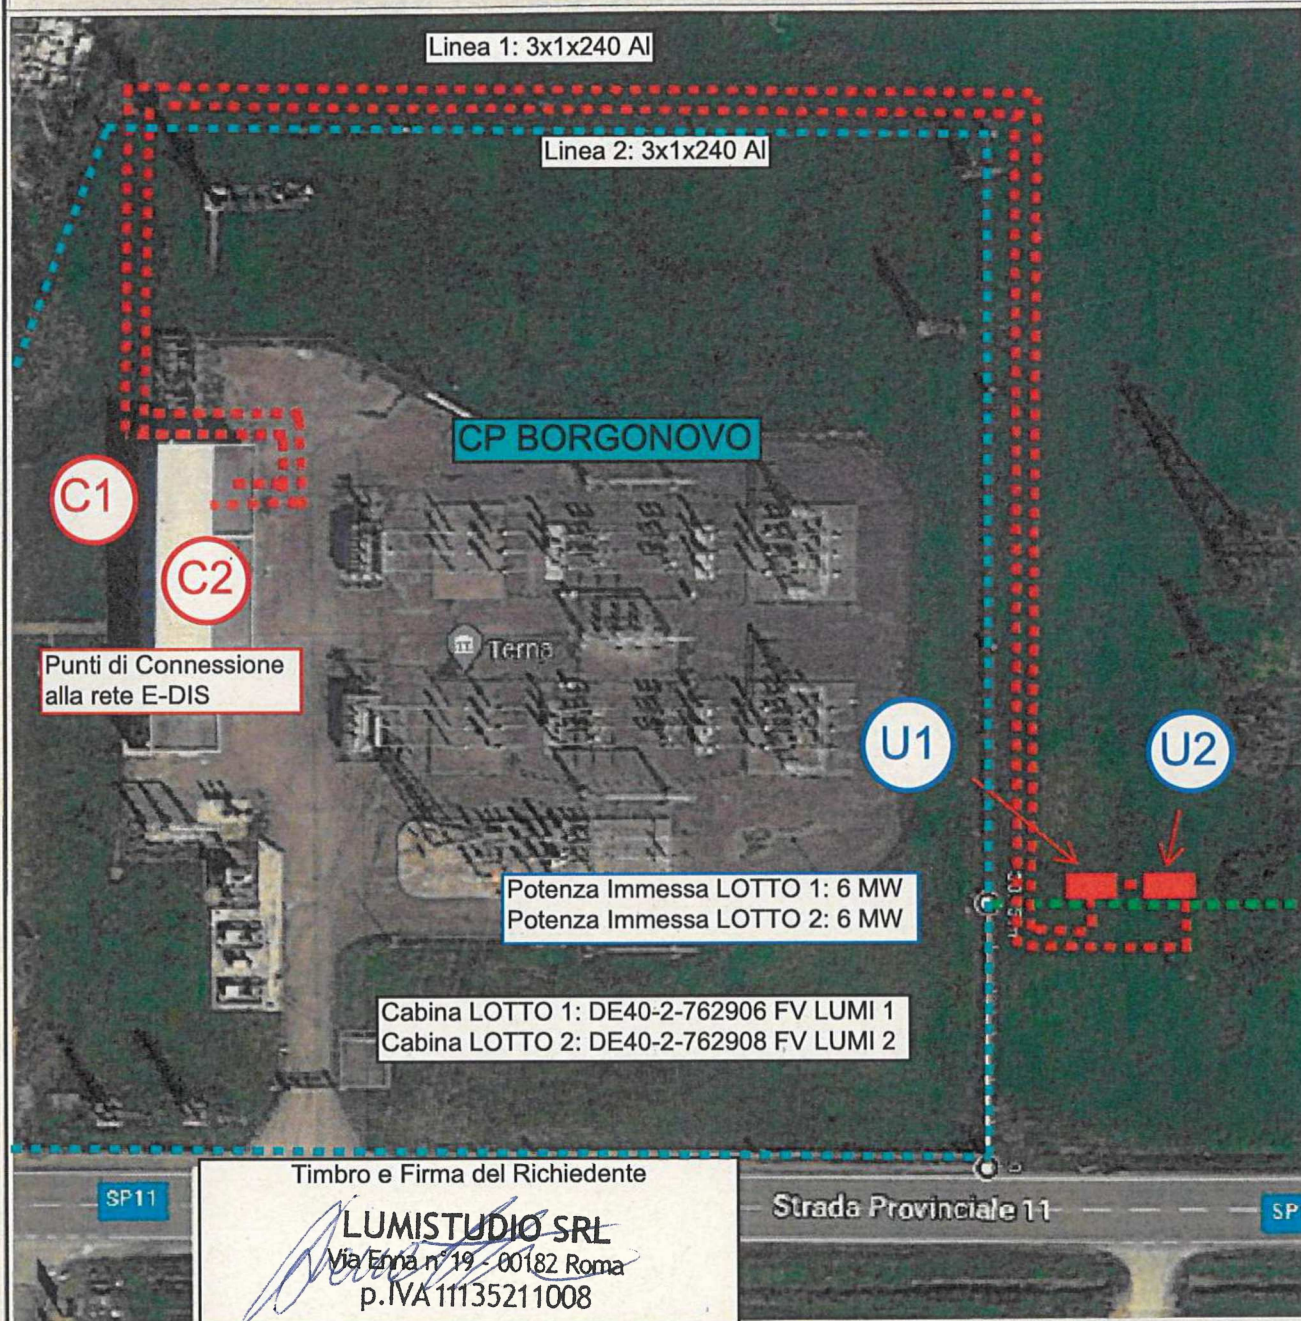 Linea 1: 3x1x240 Al
Linea 2: 3x1x240 Al
CP BORGONOVO
C1
C2
Terna
Punti di Connessione
alla rete E-DIS
U1
U2
Potenza Immessa LOTTO 1: 6 MW
Potenza Immessa LOTTO 2: 6 MW
Cabina LOTTO 1: DE40-2-762906 FV LUMI 1
Cabina LOTTO 2: DE40-2-762908 FV LUMI 2
Timbro e Firma del Richiedente
SP11
Strada Provinciale 11
SP
LUMISTUDIO SRL
Via Enna n° 19 - 00182 Roma
p.IVA 11135211008